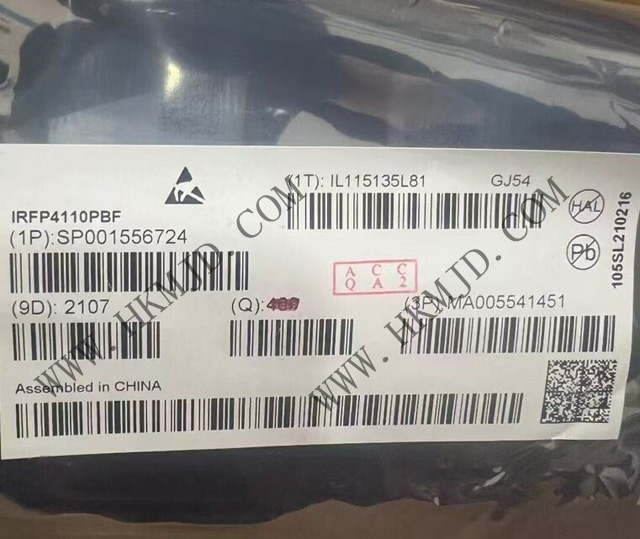 (1T): IL115135L81 GJ54
IRFP4110PBF
(1P):SP001556724
HAL
Pb
105SL210216
ACC
QA2
(9D): 2107
(Q):
(3P):MA005541451
Assembled in CHINA
WWW.HKMJD.COM
WWW.HKMJD.COM